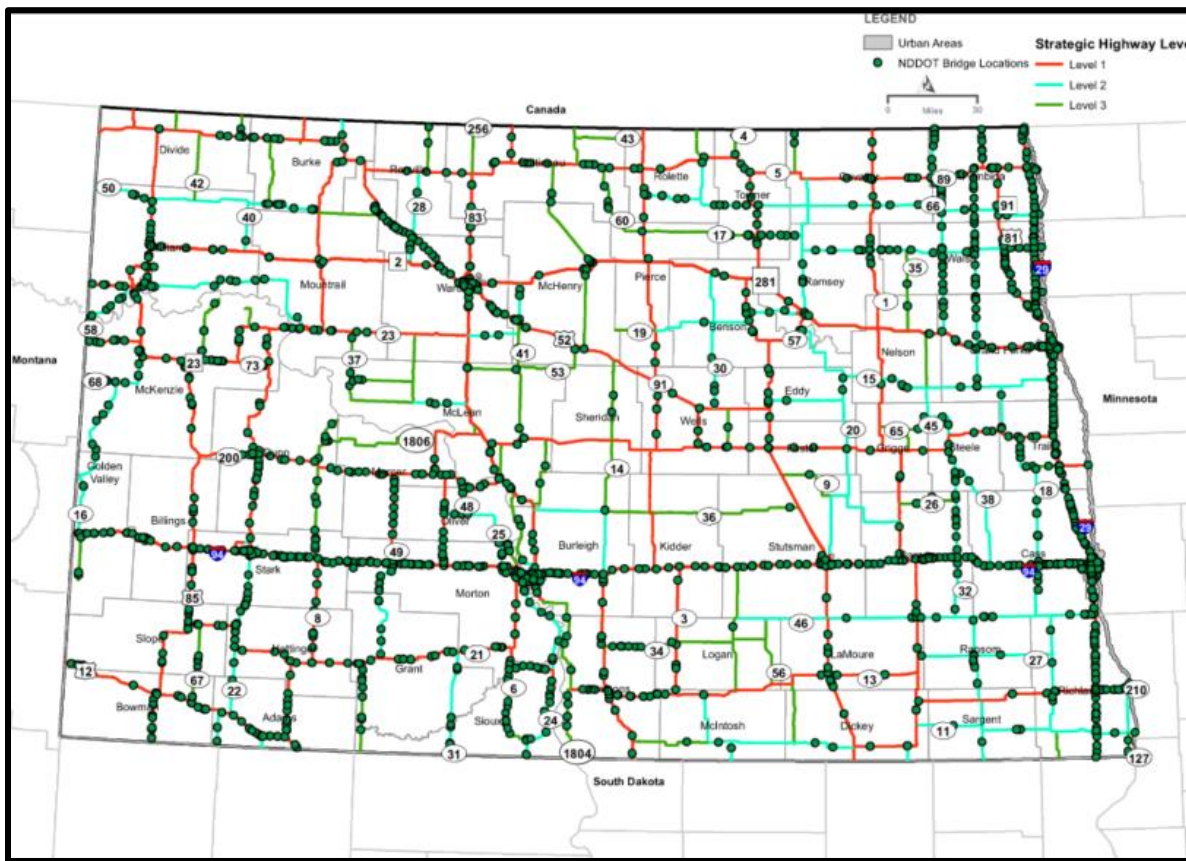 LEGEND
Urban Areas
NDDOT Bridge Locations
Strategic Highway Leve
Level 1
Level 2
Level 3
0 Miles 30
Canada
256
43
4
Divide
Burke
5
Rolette
42
50
28
Towner
89
40
83
60
66
91
17
81
35
2
McHenry
Pierce
281
Ramsey
29
Mountrail
1
58
23
52
19
Benson
57
Montana
37
41
Nelson
23
73
53
30
68
91
15
McKenzie
Eddy
Minnesota
McLean
Sheridan
Wells
20
65
45
1806
Griggs
Steele
200
14
Golden
Valley
9
38
18
48
26
16
Oliver
36
Billings
25
29
49
Burleigh
Kidder
Stutsman
94
Cass
Stark
94
94
Morton
32
85
8
3
46
Slope
Hettinger
34
Logan
LaMoure
Ransom
21
27
12
Grant
56
13
67
22
6
210
Bowman
Adams
Sioux
24
McIntosh
Dickey
Sargent
11
31
1804
127
South Dakota